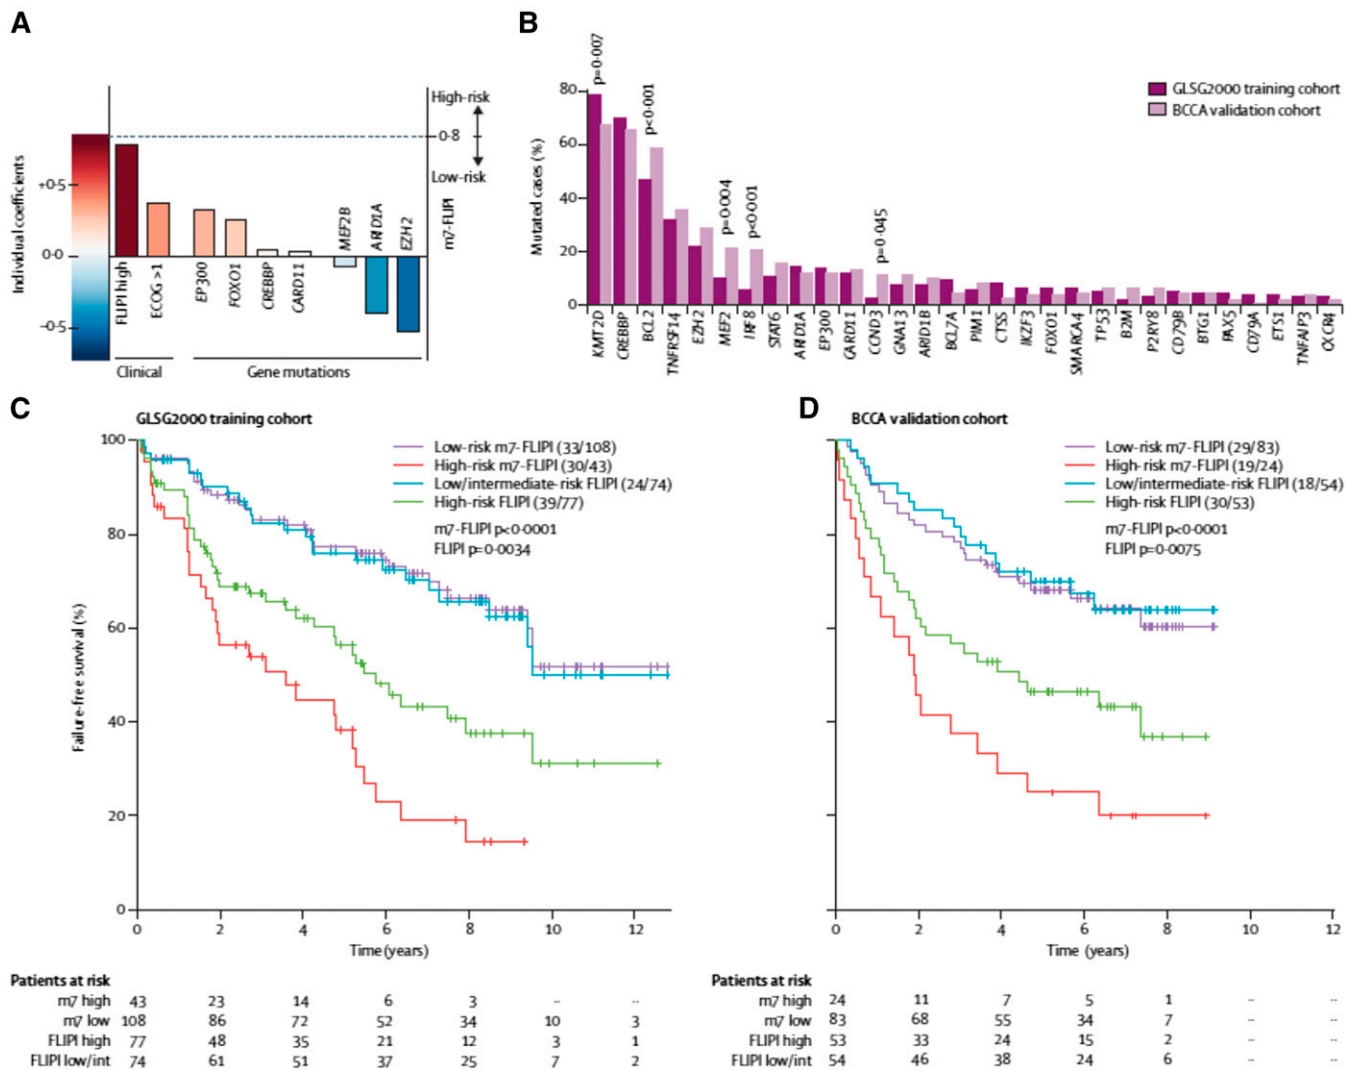 A
Individual coefficients
+0·5
0·0
−0·5
FLIPI high
ECOG >1
EP300
FOXO1
CREBBP
CARD11
MEF2B
ARID1A
EZH2
Clinical
Gene mutations
High-risk
0·8
Low-risk
m7-FLIPI
B
Mutated cases (%)
80
60
40
20
0
p=0·007
p<0·001
p=0·004
p<0·001
p=0·045
GLSG2000 training cohort
BCCA validation cohort
KMT2D
CREBBP
BCL2
TNFRSF14
EZH2
MEF2
IRF8
STAT6
ARID1A
EP300
CARD11
CCND3
GNA13
ARID1B
BCL7A
PIM1
CTSS
IKZF3
FOXO1
SMARCA4
TP53
B2M
P2RY8
CD79B
BTG1
PAX5
CD79A
ETS1
TNFAIP3
CXCR4
C
GLSG2000 training cohort
Low-risk m7-FLIPI (33/108)
High-risk m7-FLIPI (30/43)
Low/intermediate-risk FLIPI (24/74)
High-risk FLIPI (39/77)
m7-FLIPI p<0·0001
FLIPI p=0·0034
Failure-free survival (%)
100
80
60
40
20
0
0 2 4 6 8 10 12
Time (years)
Patients at risk
m7 high 43 23 14 6 3 .. ..
m7 low 108 86 72 52 34 10 3
FLIPI high 77 48 35 21 12 3 1
FLIPI low/int 74 61 51 37 25 7 2
D
BCCA validation cohort
Low-risk m7-FLIPI (29/83)
High-risk m7-FLIPI (19/24)
Low/intermediate-risk FLIPI (18/54)
High-risk FLIPI (30/53)
m7-FLIPI p<0·0001
FLIPI p=0·0075
0 2 4 6 8 10 12
Time (years)
Patients at risk
m7 high 24 11 7 5 1 .. ..
m7 low 83 68 55 34 7 .. ..
FLIPI high 53 33 24 15 2 .. ..
FLIPI low/int 54 46 38 24 6 .. ..